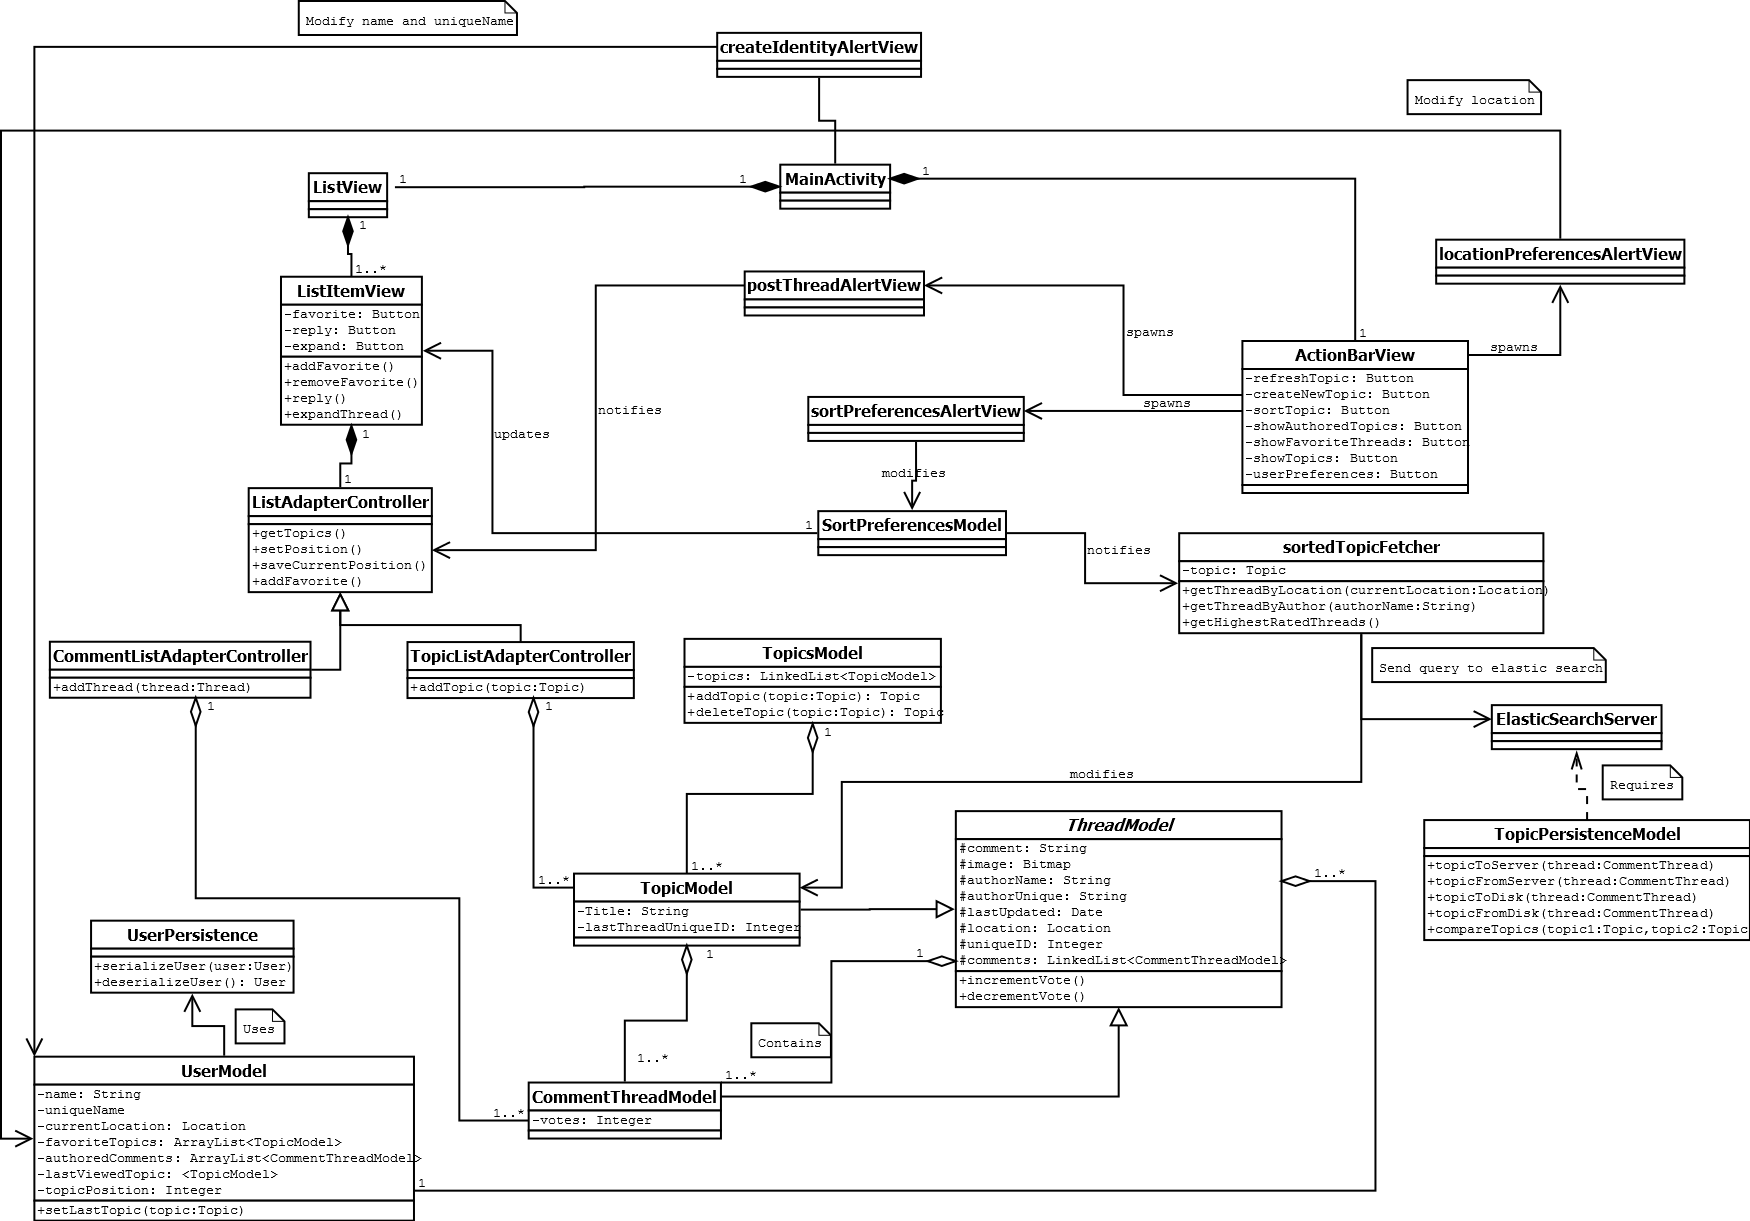 Modify name and uniqueName
createIdentityAlertView
Modify location
ListView
1
1
MainActivity
1
1
1..*
locationPreferencesAlertView
postThreadAlertView
ListItemView
-favorite: Button
-reply: Button
-expand: Button
+addFavorite()
+removeFavorite()
+reply()
+expandThread()
spawns
1
spawns
ActionBarView
-refreshTopic: Button
-createNewTopic: Button
-sortTopic: Button
-showAuthoredTopics: Button
-showFavoriteThreads: Button
-showTopics: Button
-userPreferences: Button
spawns
sortPreferencesAlertView
notifies
updates
1
1
modifies
ListAdapterController
+getTopics()
+setPosition()
+saveCurrentPosition()
+addFavorite()
1
SortPreferencesModel
notifies
sortedTopicFetcher
-topic: Topic
+getThreadByLocation(currentLocation:Location)
+getThreadByAuthor(authorName:String)
+getHighestRatedThreads()
CommentListAdapterController
+addThread(thread:Thread)
1
TopicListAdapterController
+addTopic(topic:Topic)
1
TopicsModel
-topics: LinkedList<TopicModel>
+addTopic(topic:Topic): Topic
+deleteTopic(topic:Topic): Topic
1
Send query to elastic search
ElasticSearchServer
modifies
Requires
ThreadModel
#comment: String
#image: Bitmap
#authorName: String
#authorUnique: String
#lastUpdated: Date
#location: Location
#uniqueID: Integer
#comments: LinkedList<CommentThreadModel>
+incrementVote()
+decrementVote()
1..*
1
TopicPersistenceModel
+topicToServer(thread:CommentThread)
+topicFromServer(thread:CommentThread)
+topicToDisk(thread:CommentThread)
+topicFromDisk(thread:CommentThread)
+compareTopics(topic1:Topic,topic2:Topic
1..*
1..*
TopicModel
-Title: String
-lastThreadUniqueID: Integer
1
UserPersistence
+serializeUser(user:User)
+deserializeUser(): User
Uses
Contains
1..*
1..*
1..*
CommentThreadModel
-votes: Integer
UserModel
-name: String
-uniqueName
-currentLocation: Location
-favoriteTopics: ArrayList<TopicModel>
-authoredComments: ArrayList<CommentThreadModel>
-lastViewedTopic: <TopicModel>
-topicPosition: Integer
+setLastTopic(topic:Topic)
1